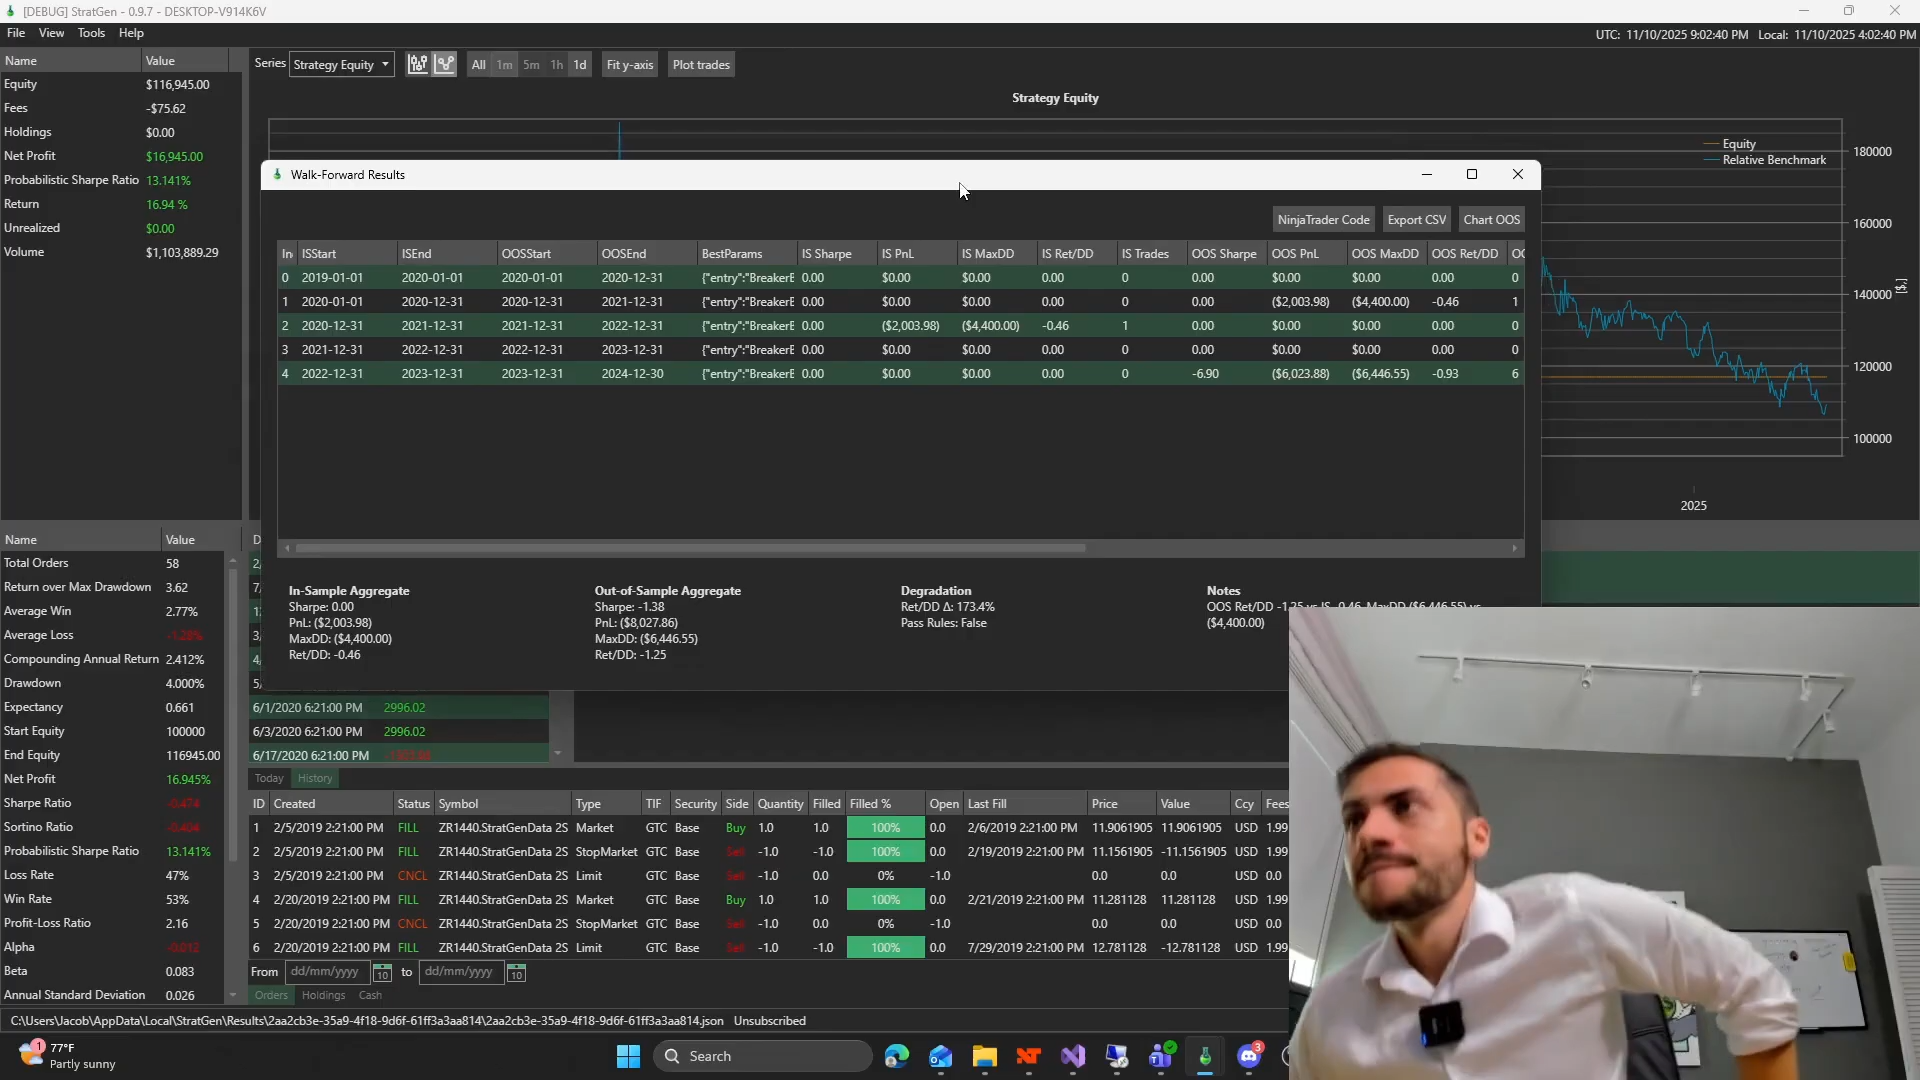 [DEBUG] StratGen - 0.9.7 - DESKTOP-V914K6V
File View Tools Help
UTC: 11/10/2025 9:02:40 PM Local: 11/10/2025 4:02:40 PM
Name Value
Equity $116,945.00
Fees -$75.62
Holdings $0.00
Net Profit $16,945.00
Probabilistic Sharpe Ratio 13.141%
Return 16.94 %
Unrealized $0.00
Volume $1,103,889.29
Series Strategy Equity All 1m 5m 1h 1d Fit y-axis Plot trades
Strategy Equity
Equity
Relative Benchmark
180000
160000
140000
120000
100000
[$]
2025
Walk-Forward Results
NinjaTrader Code Export CSV Chart OOS
In ISStart ISEnd OOSStart OOSEnd BestParams IS Sharpe IS PnL IS MaxDD IS Ret/DD IS Trades OOS Sharpe OOS PnL OOS MaxDD OOS Ret/DD OC
0 2019-01-01 2020-01-01 2020-01-01 2020-12-31 {"entry":"BreakerE 0.00 $0.00 $0.00 0.00 0 0.00 $0.00 $0.00 0.00 0
1 2020-01-01 2020-12-31 2020-12-31 2021-12-31 {"entry":"BreakerE 0.00 $0.00 $0.00 0.00 0 0.00 ($2,003.98) ($4,400.00) -0.46 1
2 2020-12-31 2021-12-31 2021-12-31 2022-12-31 {"entry":"BreakerE 0.00 ($2,003.98) ($4,400.00) -0.46 1 0.00 $0.00 $0.00 0.00 0
3 2021-12-31 2022-12-31 2022-12-31 2023-12-31 {"entry":"BreakerE 0.00 $0.00 $0.00 0.00 0 0.00 $0.00 $0.00 0.00 0
4 2022-12-31 2023-12-31 2023-12-31 2024-12-30 {"entry":"BreakerE 0.00 $0.00 $0.00 0.00 0 -6.90 ($6,023.88) ($6,446.55) -0.93 6
In-Sample Aggregate
Sharpe: 0.00
PnL: ($2,003.98)
MaxDD: ($4,400.00)
Ret/DD: -0.46
Out-of-Sample Aggregate
Sharpe: -1.38
PnL: ($8,027.86)
MaxDD: ($6,446.55)
Ret/DD: -1.25
Degradation
Ret/DD Δ: 173.4%
Pass Rules: False
Notes
OOS Ret/DD -1.25 vs IS -0.46, MaxDD ($6,446.55) vs
($4,400.00)
Name Value
Total Orders 58
Return over Max Drawdown 3.62
Average Win 2.77%
Average Loss -1.28%
Compounding Annual Return 2.412%
Drawdown 4.000%
Expectancy 0.661
Start Equity 100000
End Equity 116945.00
Net Profit 16.945%
Sharpe Ratio -0.474
Sortino Ratio -0.404
Probabilistic Sharpe Ratio 13.141%
Loss Rate 47%
Win Rate 53%
Profit-Loss Ratio 2.16
Alpha -0.012
Beta 0.083
Annual Standard Deviation 0.026
6/1/2020 6:21:00 PM 2996.02
6/3/2020 6:21:00 PM 2996.02
6/17/2020 6:21:00 PM
Today History
ID Created Status Symbol Type TIF Security Side Quantity Filled Filled % Open Last Fill Price Value Ccy Fees
1 2/5/2019 2:21:00 PM FILL ZR1440.StratGenData 2S Market GTC Base Buy 1.0 1.0 100% 0.0 2/6/2019 2:21:00 PM 11.9061905 11.9061905 USD 1.99
2 2/5/2019 2:21:00 PM FILL ZR1440.StratGenData 2S StopMarket GTC Base Sell -1.0 -1.0 100% 0.0 2/19/2019 2:21:00 PM 11.1561905 -11.1561905 USD 1.99
3 2/5/2019 2:21:00 PM CNCL ZR1440.StratGenData 2S Limit GTC Base Sell -1.0 0.0 0% -1.0 0.0 0.0 USD 0.0
4 2/20/2019 2:21:00 PM FILL ZR1440.StratGenData 2S Market GTC Base Buy 1.0 1.0 100% 0.0 2/21/2019 2:21:00 PM 11.281128 11.281128 USD 1.99
5 2/20/2019 2:21:00 PM CNCL ZR1440.StratGenData 2S StopMarket GTC Base Sell -1.0 0.0 0% -1.0 0.0 0.0 USD 0.0
6 2/20/2019 2:21:00 PM FILL ZR1440.StratGenData 2S Limit GTC Base Sell -1.0 -1.0 100% 0.0 7/29/2019 2:21:00 PM 12.781128 -12.781128 USD 1.99
From dd/mm/yyyy 10 to dd/mm/yyyy 10
Orders Holdings Cash
C:\Users\Jacob\AppData\Local\StratGen\Results\2aa2cb3e-35a9-4f18-9d6f-61ff3a3aa814\2aa2cb3e-35a9-4f18-9d6f-61ff3a3aa814.json Unsubscribed
1
77°F
Partly sunny
Search
3